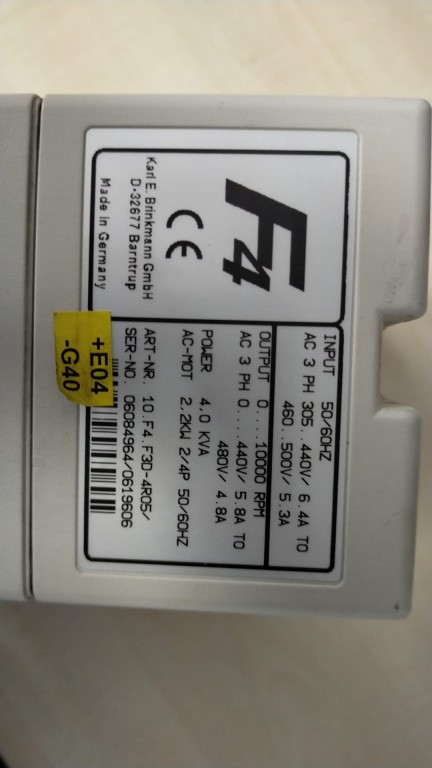 F4
CE
Karl E. Brinkmann GmbH
D-32677 Barntrup
Made in Germany
INPUT 50/60HZ
AC 3 PH 305..440V/ 6.4A TO
460..500V/ 5.3A
OUTPUT 0....10000 RPM
AC 3 PH 0....440V/ 5.8A TO
480V/ 4.8A
POWER 4,0 KVA
AC-MOT 2,2KW 2/4P 50/60HZ
ART-NR. 10.F4.F3D-4R05/
SER-NO. 06084964/0619606
+E04
-G40